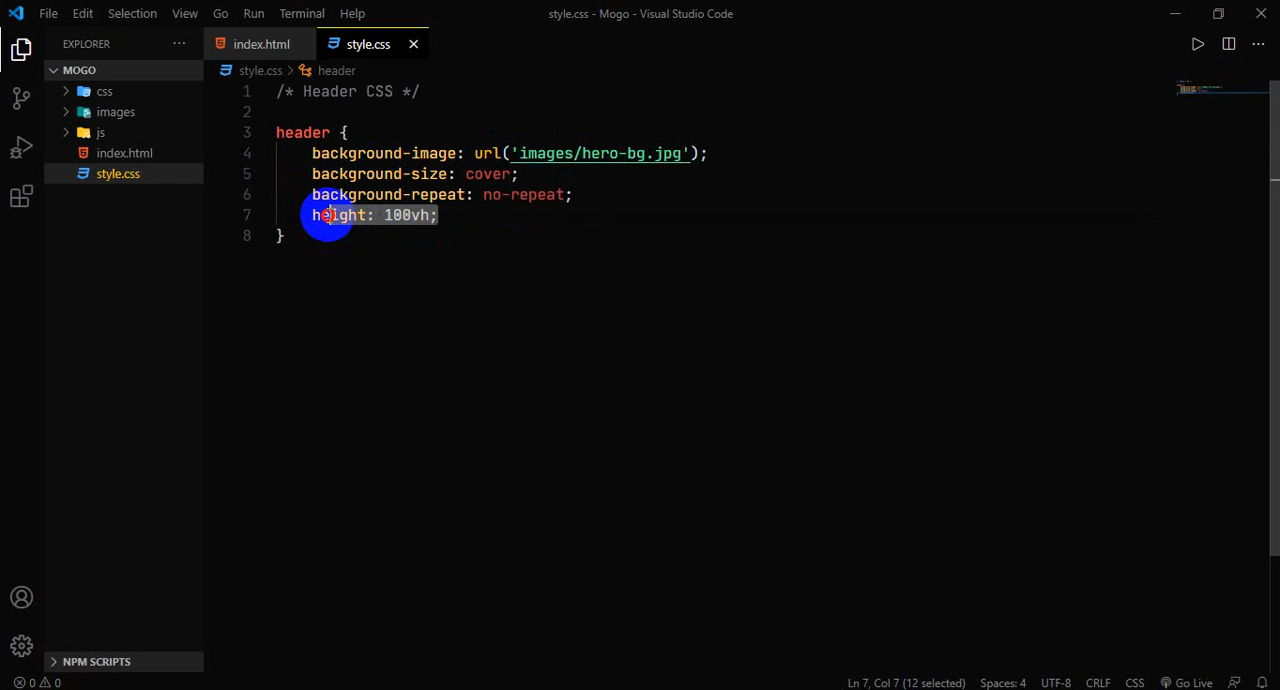 File Edit Selection View Go Run Terminal Help style.css - Mogo - Visual Studio Code
EXPLORER ··· index.html style.css
MOGO style.css > header
css
images
js
index.html
style.css
1 /* Header CSS */
2
3 header {
4 background-image: url('images/hero-bg.jpg');
5 background-size: cover;
6 background-repeat: no-repeat;
7 height: 100vh;
8 }
NPM SCRIPTS
0 0 Ln 7, Col 7 (12 selected) Spaces: 4 UTF-8 CRLF CSS Go Live